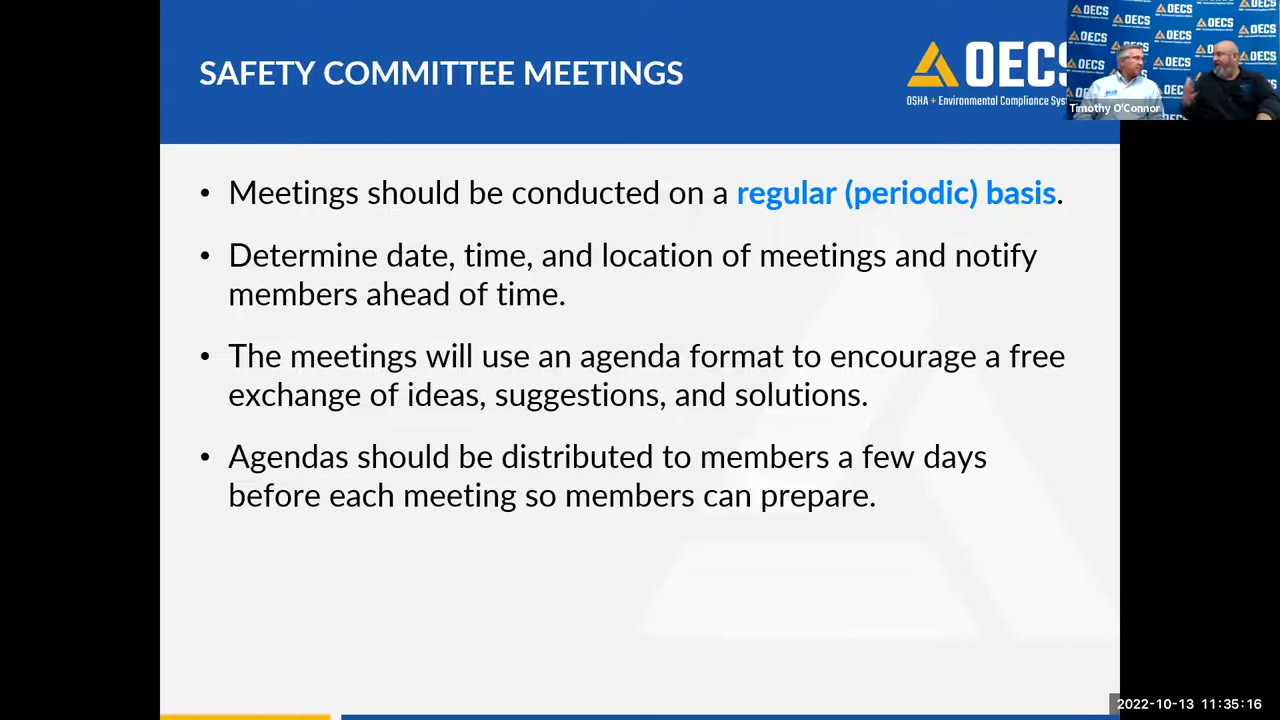 SAFETY COMMITTEE MEETINGS
OECS
OSHA + Environmental Compliance Syst
Timothy O'Connor
• Meetings should be conducted on a regular (periodic) basis.
• Determine date, time, and location of meetings and notify
members ahead of time.
• The meetings will use an agenda format to encourage a free
exchange of ideas, suggestions, and solutions.
• Agendas should be distributed to members a few days
before each meeting so members can prepare.
2022-10-13 11:35:16